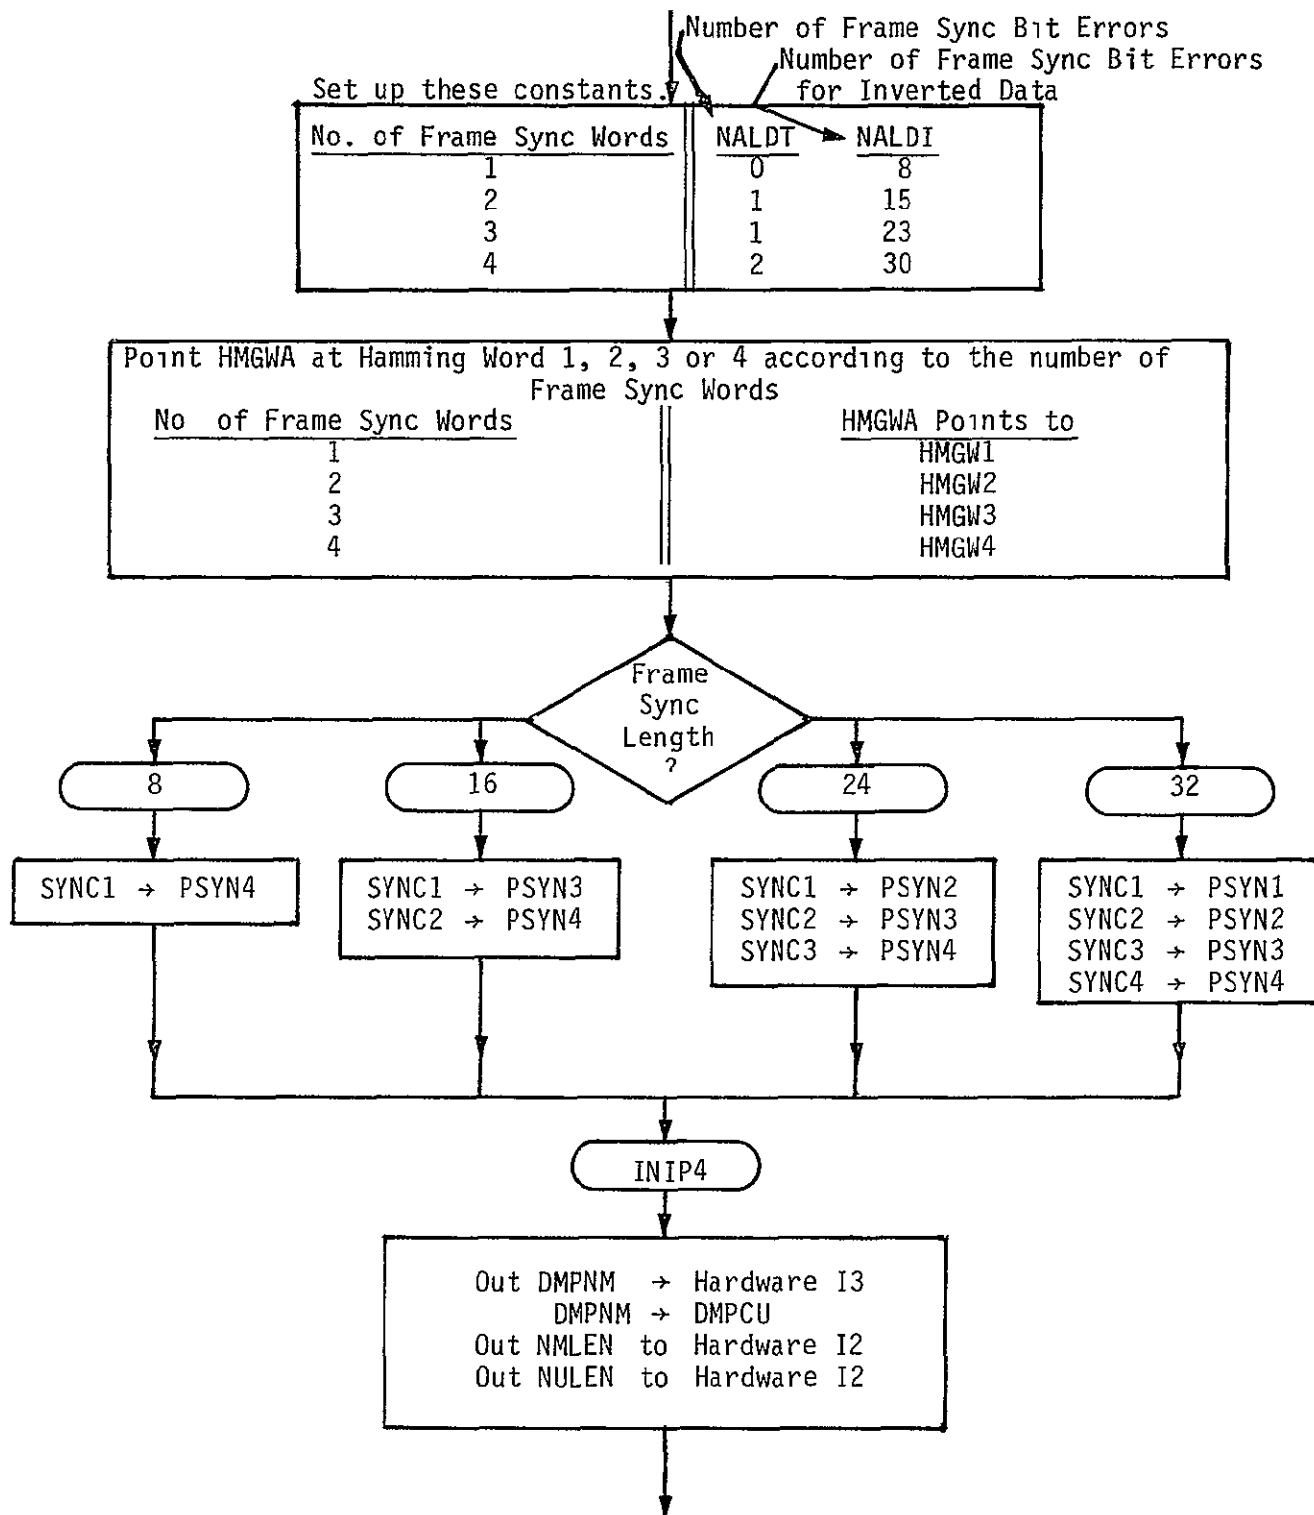 Number of Frame Sync Bit Errors
Number of Frame Sync Bit Errors
for Inverted Data
Set up these constants.
No. of Frame Sync Words NALDT NALDI
1 0 8
2 1 15
3 1 23
4 2 30
Point HMGWA at Hamming Word 1, 2, 3 or 4 according to the number of
Frame Sync Words
No of Frame Sync Words HMGWA Points to
1 HMGW1
2 HMGW2
3 HMGW3
4 HMGW4
Frame
Sync
Length
?
8
16
24
32
SYNC1 → PSYN4
SYNC1 → PSYN3
SYNC2 → PSYN4
SYNC1 → PSYN2
SYNC2 → PSYN3
SYNC3 → PSYN4
SYNC1 → PSYN1
SYNC2 → PSYN2
SYNC3 → PSYN3
SYNC4 → PSYN4
INIP4
Out DMPNM → Hardware I3
DMPNM → DMPCU
Out NMLEN to Hardware I2
Out NULEN to Hardware I2